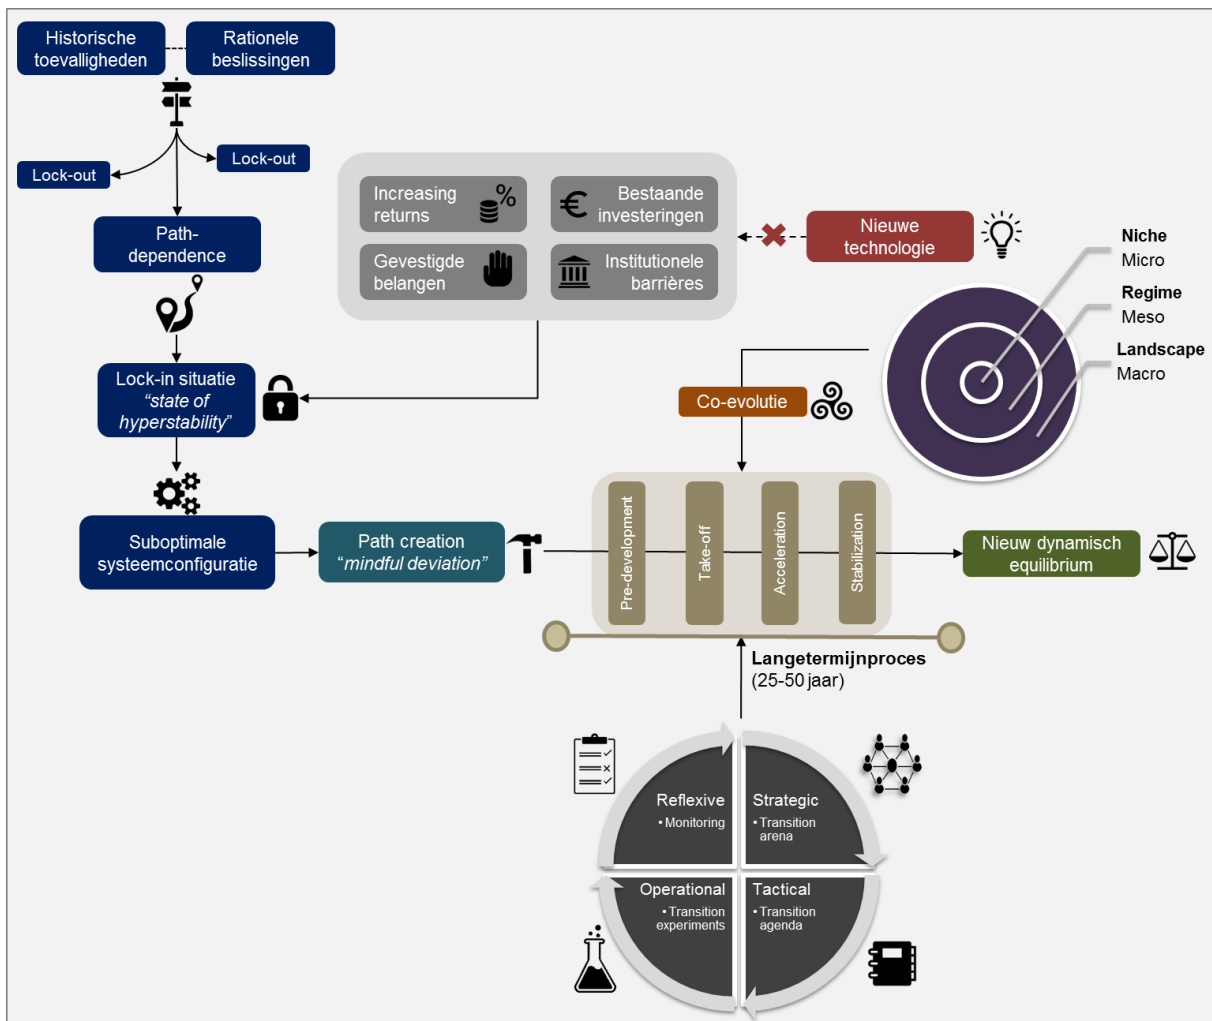 Historische
toevalligheden
Rationele
beslissingen
Lock-out
Lock-out
Path-
dependence
Lock-in situatie
“state of
hyperstability”
Suboptimale
systeemconfiguratie
Increasing
returns
%
€
Bestaande
investeringen
Gevestigde
belangen
Institutionele
barrières
Nieuwe
technologie
Niche
Micro
Regime
Meso
Landscape
Macro
Co-evolutie
Path creation
“mindful deviation”
Pre-development
Take-off
Acceleration
Stabilization
Nieuw dynamisch
equilibrium
Langetermijnproces
(25-50 jaar)
Reflexive
• Monitoring
Strategic
• Transition
arena
Operational
• Transition
experiments
Tactical
• Transition
agenda